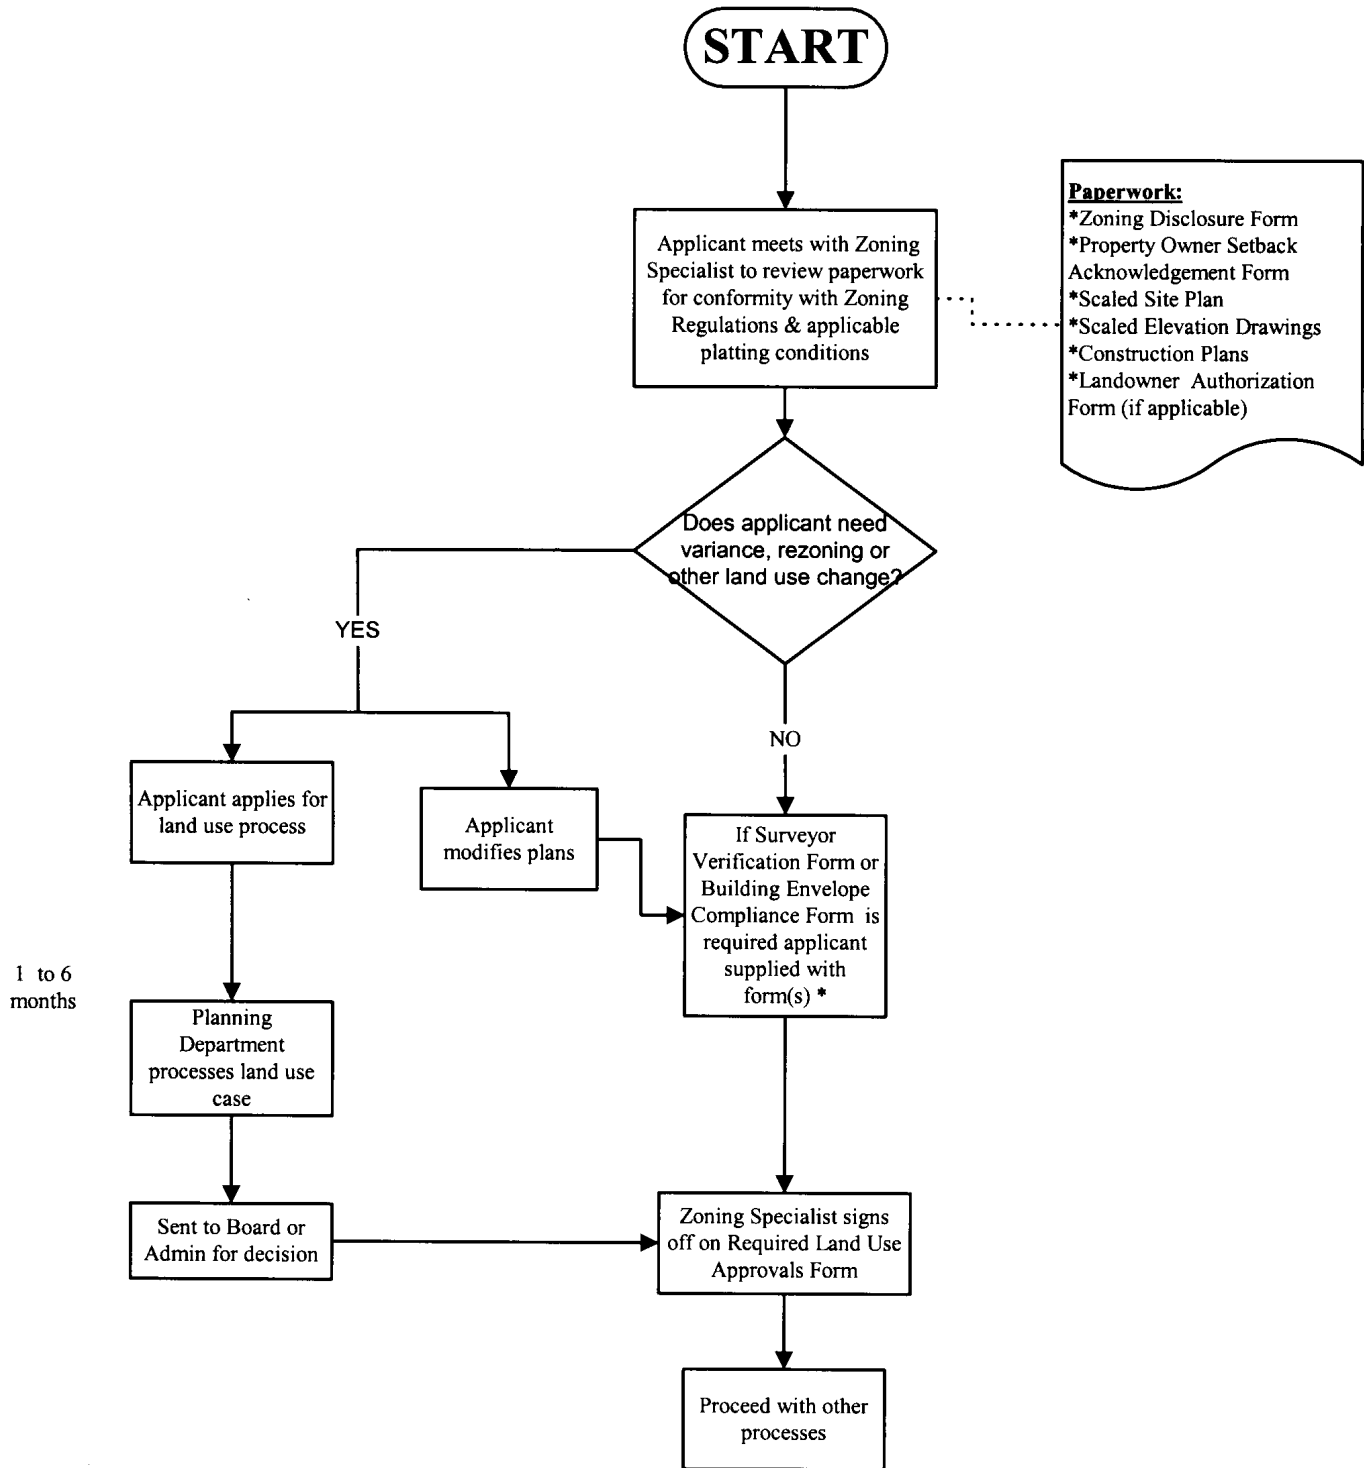 START
Applicant meets with Zoning
Specialist to review paperwork
for conformity with Zoning
Regulations & applicable
platting conditions
Paperwork:
*Zoning Disclosure Form
*Property Owner Setback
Acknowledgement Form
*Scaled Site Plan
*Scaled Elevation Drawings
*Construction Plans
*Landowner Authorization
Form (if applicable)
Does applicant need
variance, rezoning or
other land use change?
YES
NO
Applicant applies for
land use process
Applicant
modifies plans
If Surveyor
Verification Form or
Building Envelope
Compliance Form is
required applicant
supplied with
form(s) *
1 to 6
months
Planning
Department
processes land use
case
Sent to Board or
Admin for decision
Zoning Specialist signs
off on Required Land Use
Approvals Form
Proceed with other
processes